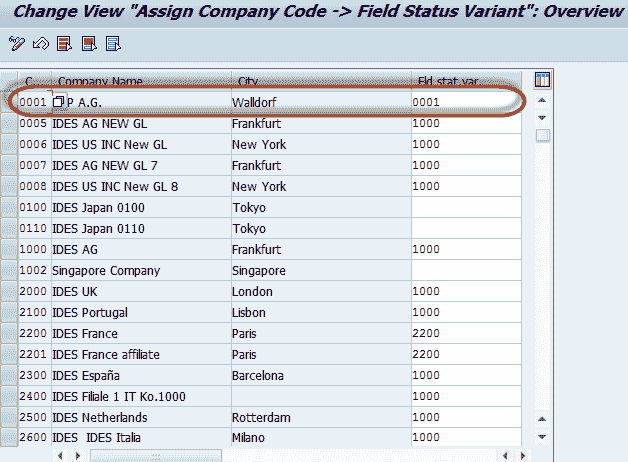 Change View "Assign Company Code -> Field Status Variant": Overview
C... Company Name City Fld stat.var.
0001 P A.G. Walldorf 0001
0005 IDES AG NEW GL Frankfurt 1000
0006 IDES US INC New GL New York 1000
0007 IDES AG NEW GL 7 Frankfurt 1000
0008 IDES US INC New GL 8 New York 1000
0100 IDES Japan 0100 Tokyo
0110 IDES Japan 0110 Tokyo
1000 IDES AG Frankfurt 1000
1002 Singapore Company Singapore
2000 IDES UK London 1000
2100 IDES Portugal Lisbon 1000
2200 IDES France Paris 2200
2201 IDES France affiliate Paris 2200
2300 IDES España Barcelona 1000
2400 IDES Filiale 1 IT Ko.1000 1000
2500 IDES Netherlands Rotterdam 1000
2600 IDES IDES Italia Milano 1000